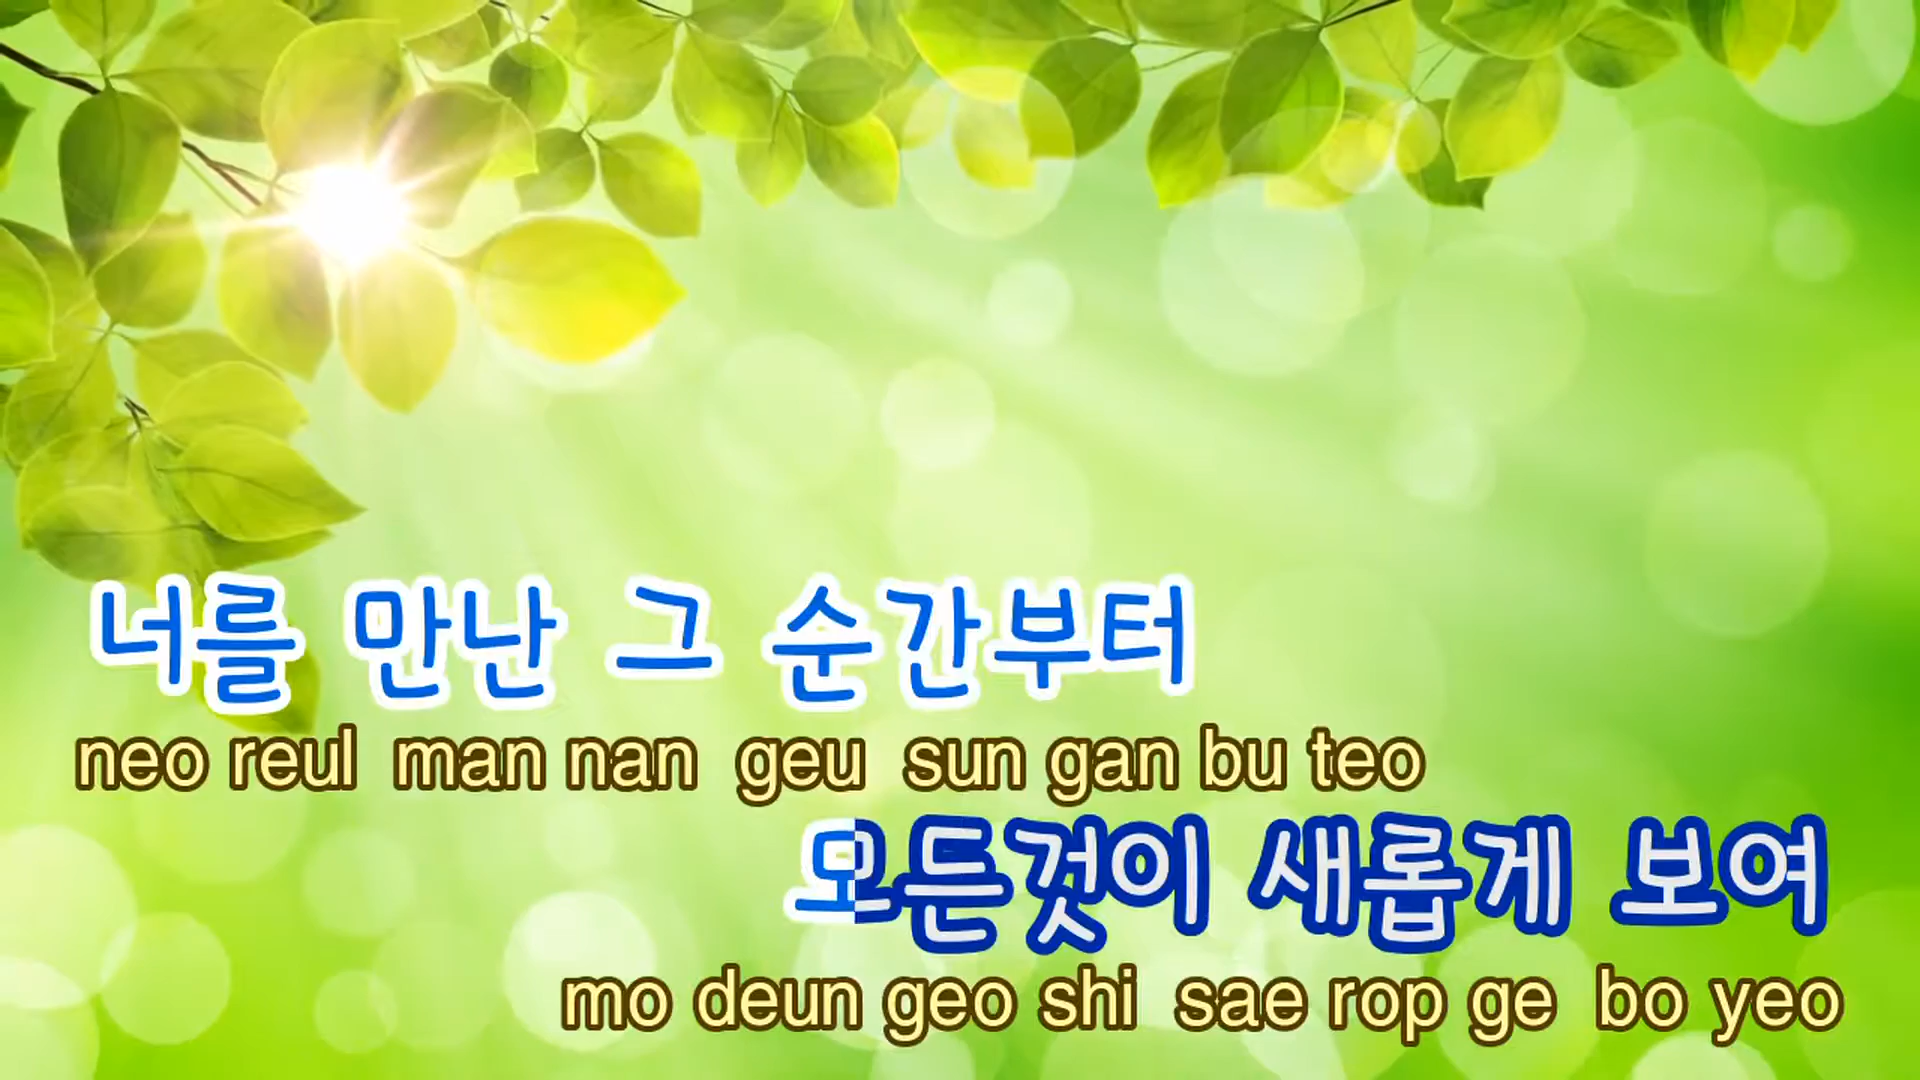 너를 만난 그 순간부터
neo reul man nan geu sun gan bu teo
모든것이 새롭게 보여
mo deun geo shi sae rop ge bo yeo